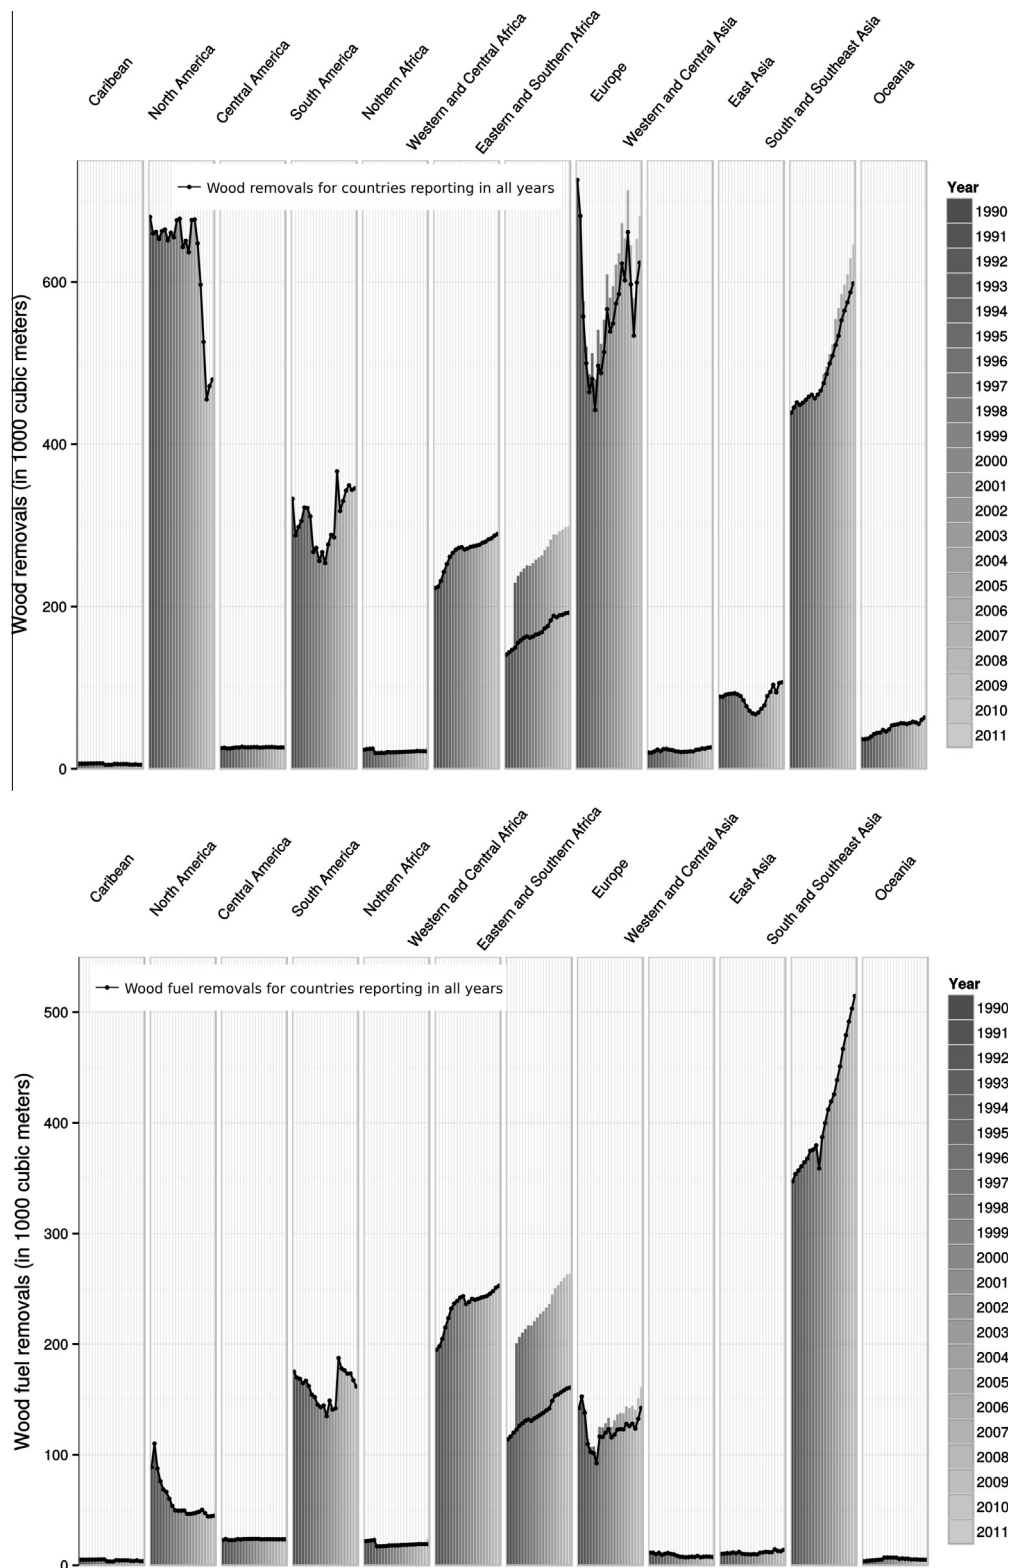 Caribean
North America
Central America
South America
Nothern Africa
Western and Central Africa
Eastern and Southern Africa
Europe
Western and Central Asia
East Asia
South and Southeast Asia
Oceania
Wood removals for countries reporting in all years
Wood removals (in 1000 cubic meters)
600
400
200
0
Year
1990
1991
1992
1993
1994
1995
1996
1997
1998
1999
2000
2001
2002
2003
2004
2005
2006
2007
2008
2009
2010
2011
Caribean
North America
Central America
South America
Nothern Africa
Western and Central Africa
Eastern and Southern Africa
Europe
Western and Central Asia
East Asia
South and Southeast Asia
Oceania
Wood fuel removals for countries reporting in all years
Wood fuel removals (in 1000 cubic meters)
500
400
300
200
100
0
Year
1990
1991
1992
1993
1994
1995
1996
1997
1998
1999
2000
2001
2002
2003
2004
2005
2006
2007
2008
2009
2010
2011